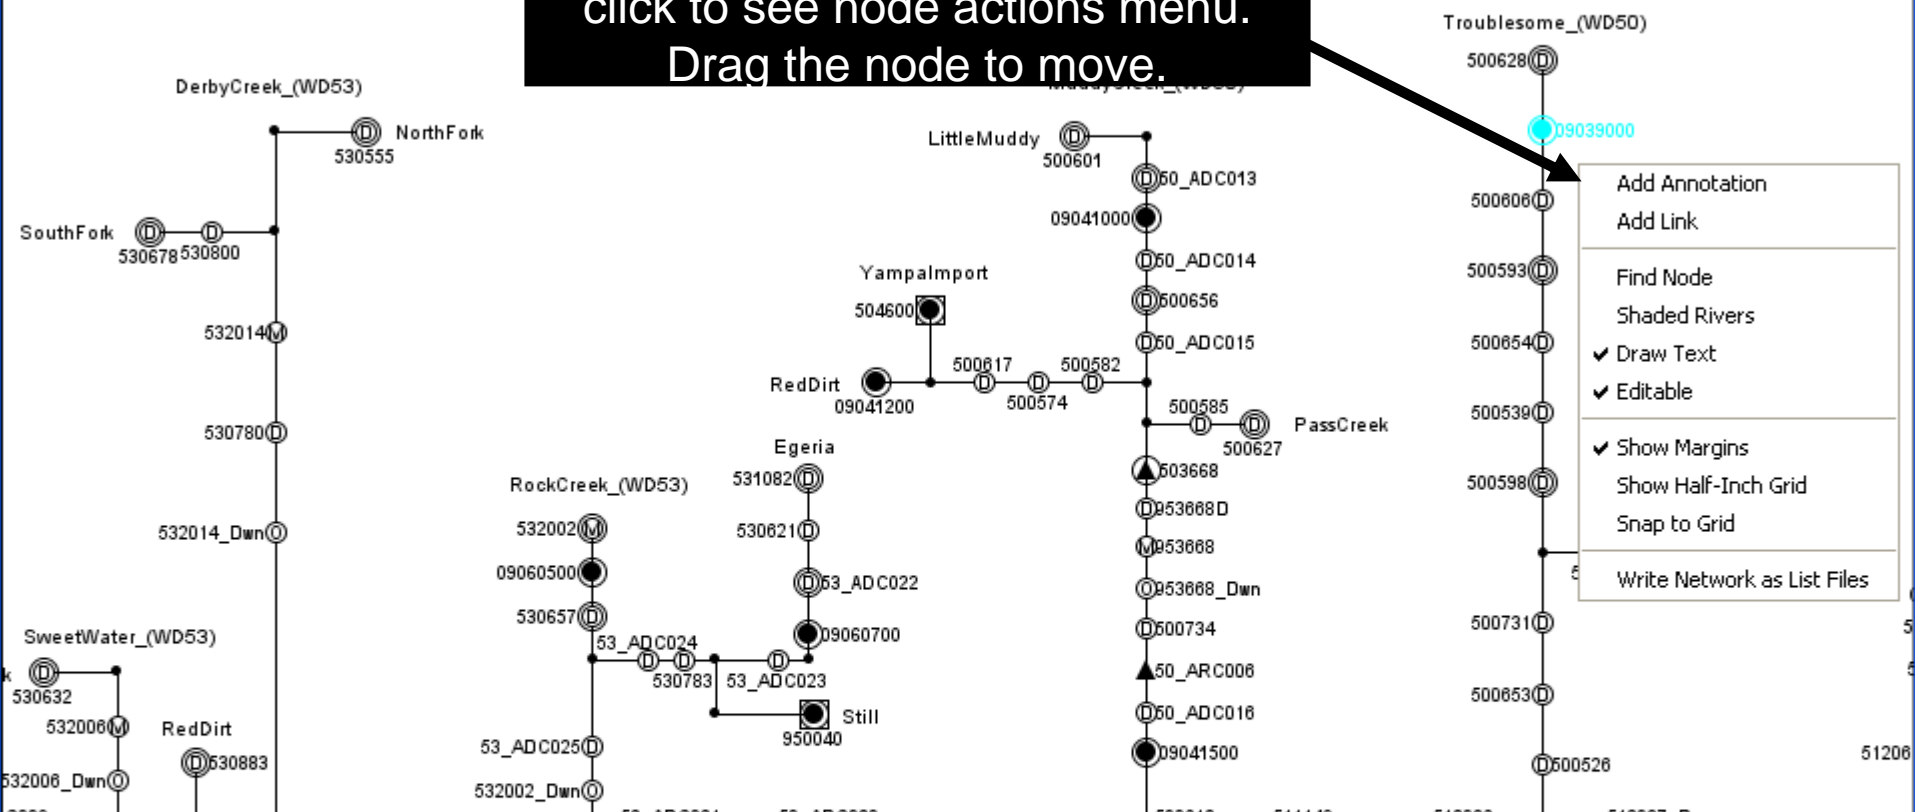 click to see node actions menu.
Drag the node to move.
Troublesome_(WD50)
500628
09039000
500606
500593
500654
500539
500598
500731
500653
500526
Add Annotation
Add Link
Find Node
Shaded Rivers
Draw Text
Editable
Show Margins
Show Half-Inch Grid
Snap to Grid
Write Network as List Files
DerbyCreek_(WD53)
NorthFork
530555
SouthFork
530678
530800
532014
530780
532014_Dwn
SweetWater_(WD53)
530632
532006
532006_Dwn
RedDirt
530883
RockCreek_(WD53)
532002
09060500
530657
53_ADC024
530783
53_ADC023
53_ADC025
532002_Dwn
Egeria
531082
530621
53_ADC022
09060700
Still
950040
YampaImport
504600
RedDirt
09041200
500617
500574
500582
LittleMuddy
500601
50_ADC013
09041000
50_ADC014
500656
50_ADC015
500585
PassCreek
500627
503668
953668D
953668
953668_Dwn
500734
50_ARC006
50_ADC016
09041500
51206